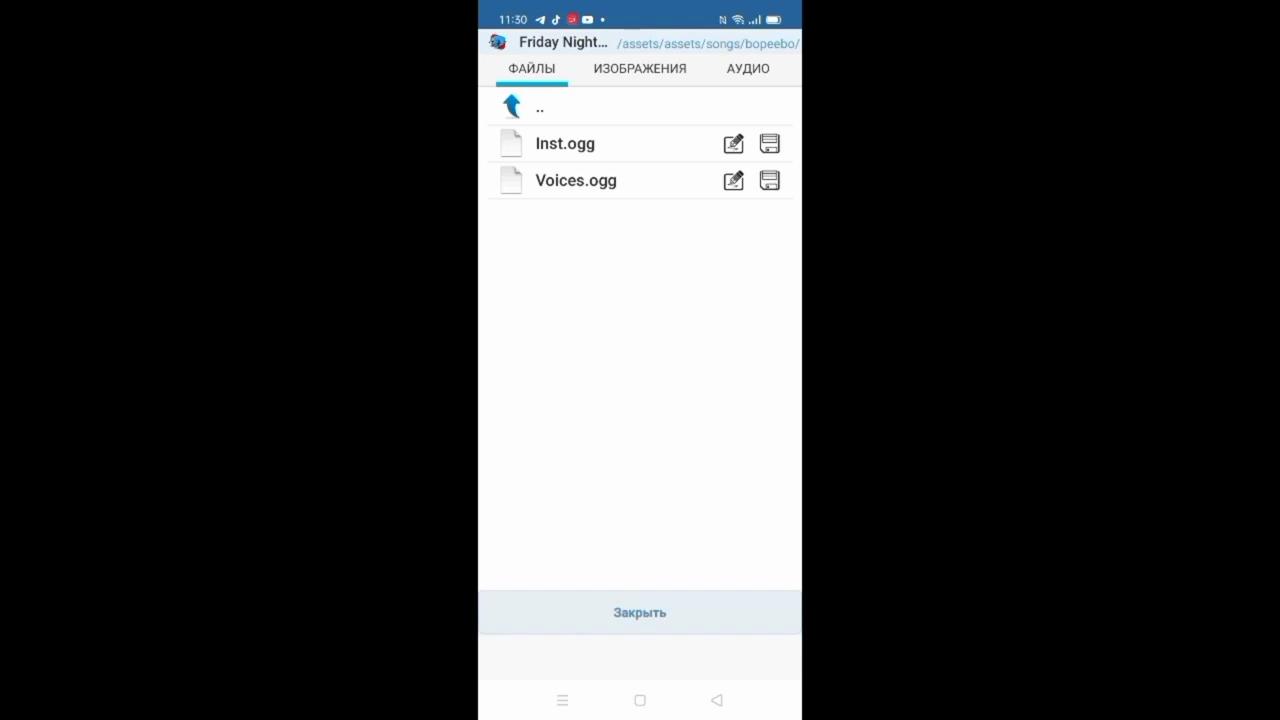 11:30
Friday Night... /assets/assets/songs/bopeebo/
ФАЙЛЫ ИЗОБРАЖЕНИЯ АУДИО
..
Inst.ogg
Voices.ogg
Закрыть